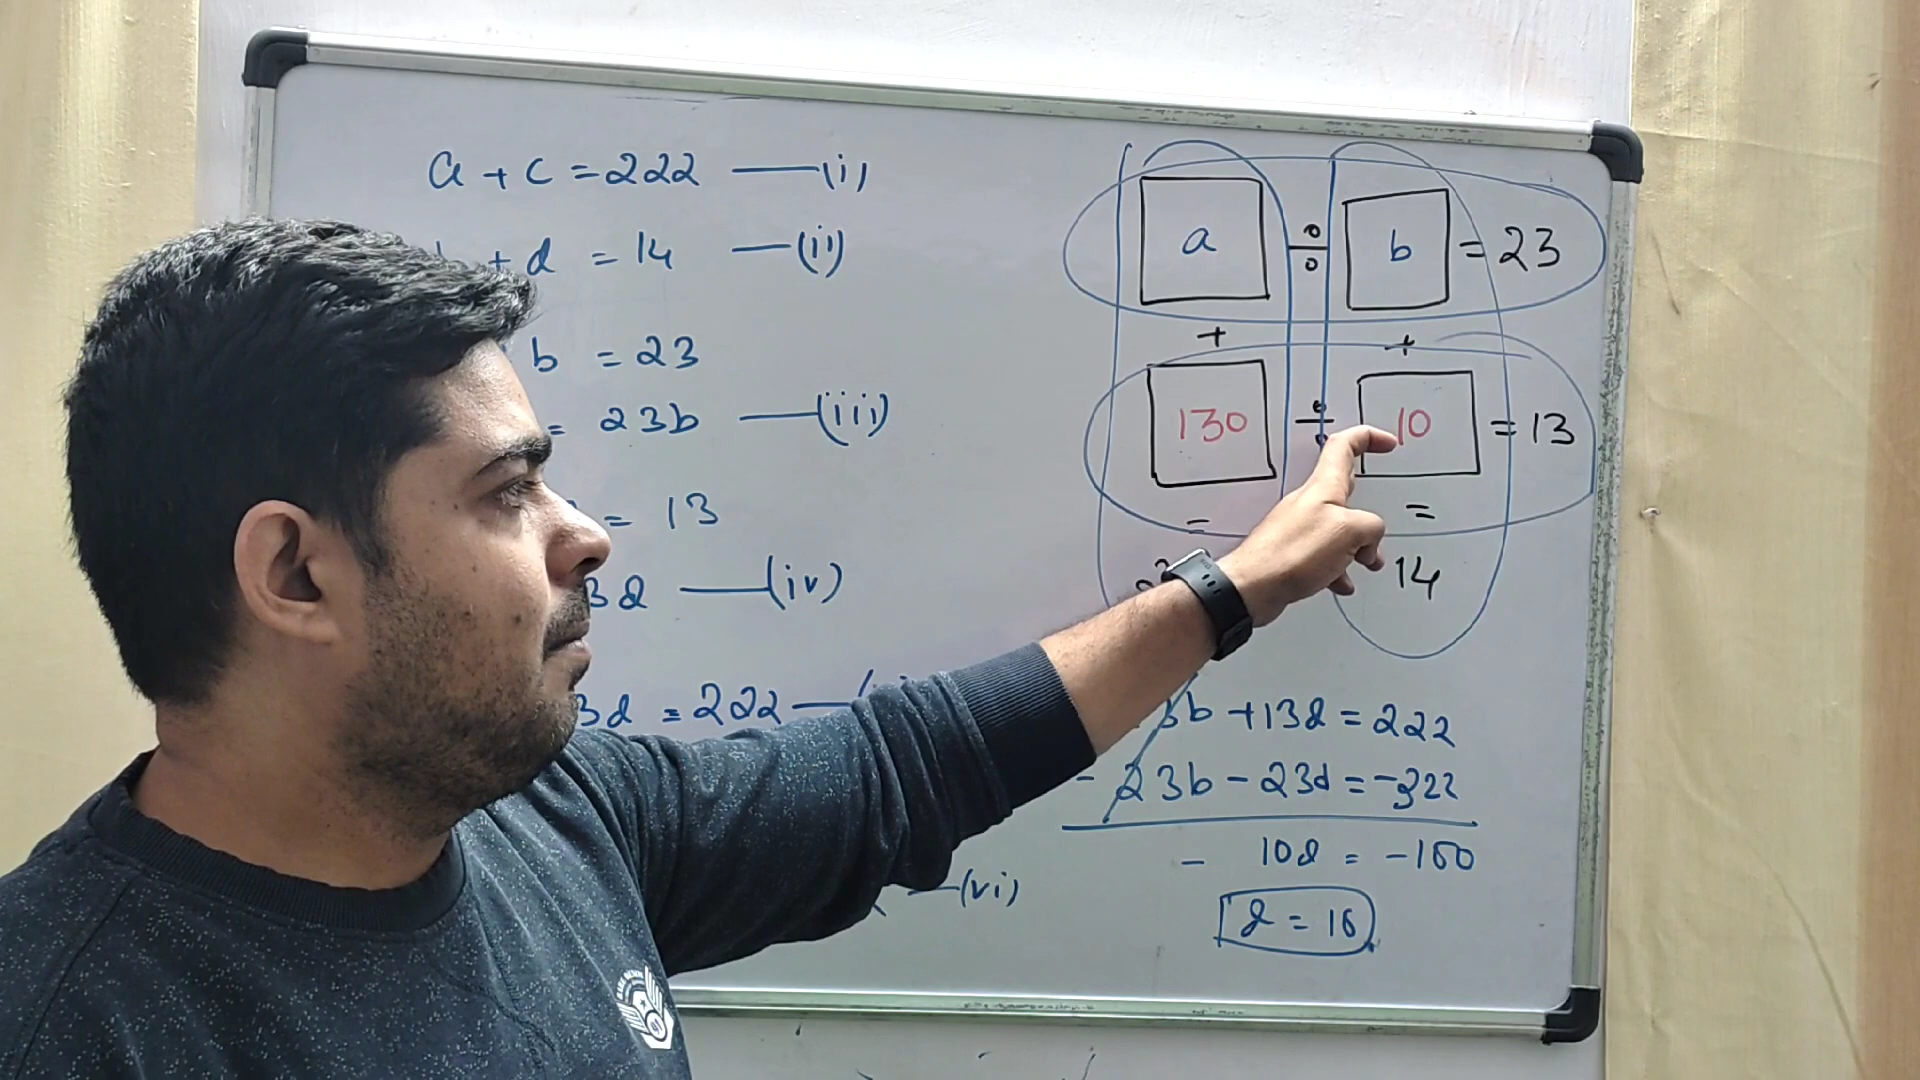 a + c = 222 —(i)
+ d = 14 —(ii)
b = 23
= 23b —(iii)
= 13
3d —(iv)
3d = 222 —
—(vi)
a ÷ b = 23
+ +
130 ÷ 10 = 13
= =
14
3b + 13d = 222
- 23b - 23d = -322
- 10d = -100
d = 10